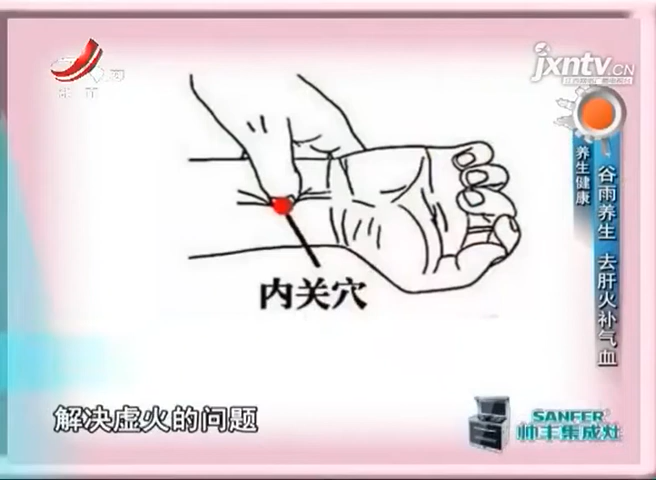 jxntv.CN
养生健康
谷雨养生 去肝火补气血
内关穴
解决虚火的问题
SANFER
帅丰集成灶